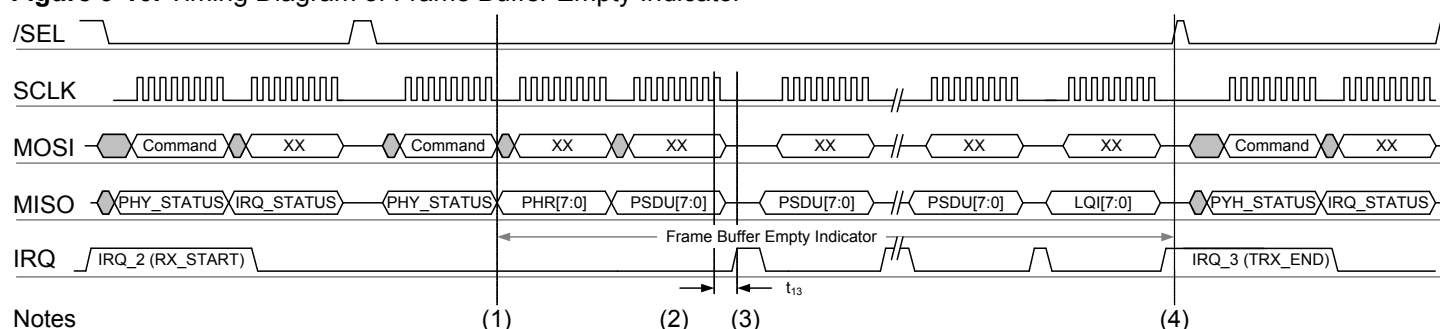 Figure 5-16. Timing Diagram of Frame Buffer Empty Indicator
/SEL
SCLK
MOSI Command XX Command XX XX XX XX XX Command XX
MISO PHY_STATUS IRQ_STATUS PHY_STATUS PHR[7:0] PSDU[7:0] PSDU[7:0] PSDU[7:0] LQI[7:0] PYH_STATUS IRQ_STATUS
Frame Buffer Empty Indicator
IRQ IRQ_2 (RX_START) IRQ_3 (TRX_END)
t13
Notes (1) (2) (3) (4)